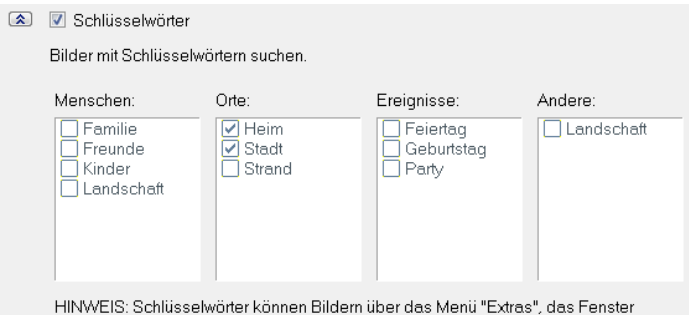 Schlüsselwörter
Bilder mit Schlüsselwörtern suchen.
Menschen: Orte: Ereignisse: Andere:
Familie Heim Feiertag Landschaft
Freunde Stadt Geburtstag
Kinder Strand Party
Landschaft
HINWEIS: Schlüsselwörter können Bildern über das Menü "Extras", das Fenster